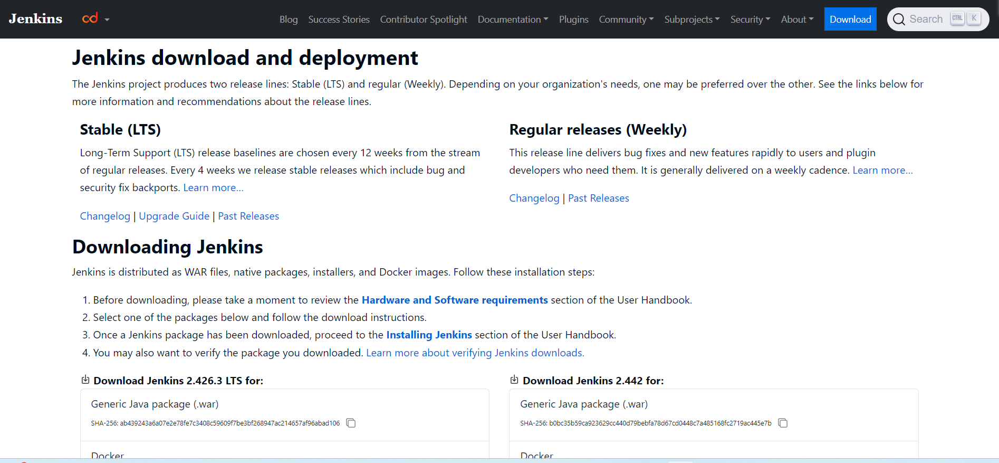 Jenkins
Blog Success Stories Contributor Spotlight Documentation Plugins Community Subprojects Security About Download Search CTRL K
Jenkins download and deployment
The Jenkins project produces two release lines: Stable (LTS) and regular (Weekly). Depending on your organization's needs, one may be preferred over the other. See the links below for
more information and recommendations about the release lines.
Stable (LTS)
Long-Term Support (LTS) release baselines are chosen every 12 weeks from the stream
of regular releases. Every 4 weeks we release stable releases which include bug and
security fix backports. Learn more...
Changelog | Upgrade Guide | Past Releases
Regular releases (Weekly)
This release line delivers bug fixes and new features rapidly to users and plugin
developers who need them. It is generally delivered on a weekly cadence. Learn more...
Changelog | Past Releases
Downloading Jenkins
Jenkins is distributed as WAR files, native packages, installers, and Docker images. Follow these installation steps:
1. Before downloading, please take a moment to review the Hardware and Software requirements section of the User Handbook.
2. Select one of the packages below and follow the download instructions.
3. Once a Jenkins package has been downloaded, proceed to the Installing Jenkins section of the User Handbook.
4. You may also want to verify the package you downloaded. Learn more about verifying Jenkins downloads.
Download Jenkins 2.426.3 LTS for:
Generic Java package (.war)
SHA-256: ab439243a6a07e2e78fe7c3408c59609f7be3bf268947ac214657af96abad106
Docker
Download Jenkins 2.442 for:
Generic Java package (.war)
SHA-256: b0bc35b59ca923629cc440d79bebfa78d67cd0448c7a485168fc2719ac445e7b
Docker